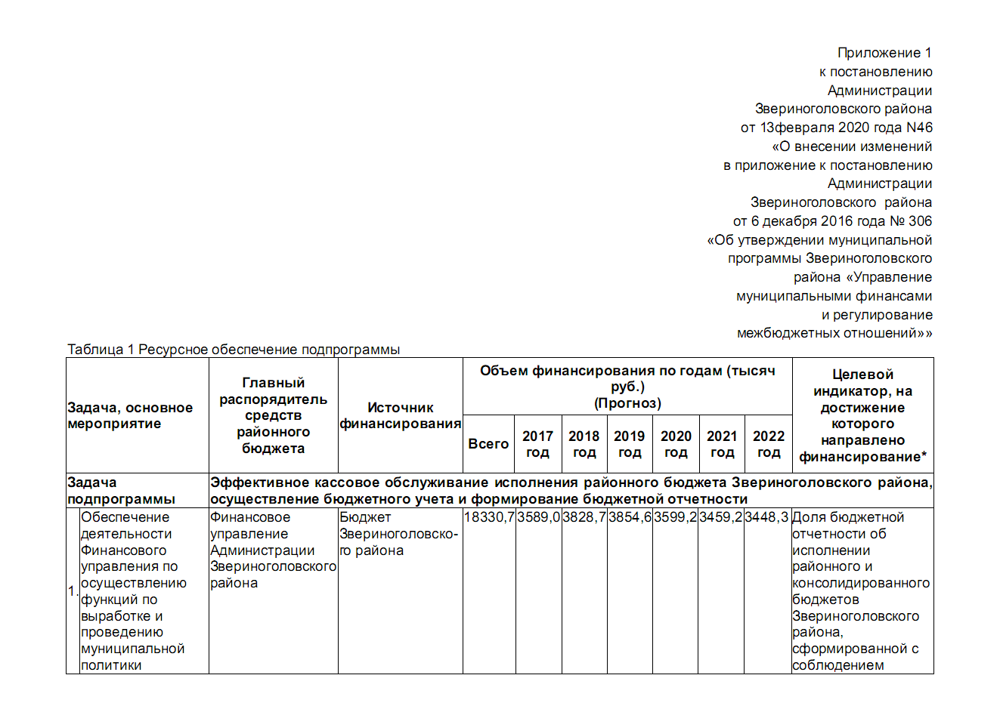 Приложение 1
к постановлению
Администрации
Звериноголовского района
от 13февраля 2020 года N46
«О внесении изменений
в приложение к постановлению
Администрации
Звериноголовского района
от 6 декабря 2016 года № 306
«Об утверждении муниципальной
программы Звериноголовского
района «Управление
муниципальными финансами
и регулирование
межбюджетных отношений»»
Таблица 1 Ресурсное обеспечение подпрограммы
Задача, основное
мероприятие
Главный
распорядитель
средств
районного
бюджета
Источник
финансирования
Объем финансирования по годам (тысяч
руб.)
(Прогноз)
Всего
2017
год
2018
год
2019
год
2020
год
2021
год
2022
год
Целевой
индикатор, на
достижение
которого
направлено
финансирование*
Задача
подпрограммы
Эффективное кассовое обслуживание исполнения районного бюджета Звериноголовского района,
осуществление бюджетного учета и формирование бюджетной отчетности
1.
Обеспечение
деятельности
Финансового
управления по
осуществлению
функций по
выработке и
проведению
муниципальной
политики
Финансовое
управление
Администрации
Звериноголовского
района
Бюджет
Звериноголовско-
го района
18330,7
3589,0
3828,7
3854,6
3599,2
3459,2
3448,3
Доля бюджетной
отчетности об
исполнении
районного и
консолидированного
бюджетов
Звериноголовского
района,
сформированной с
соблюдением